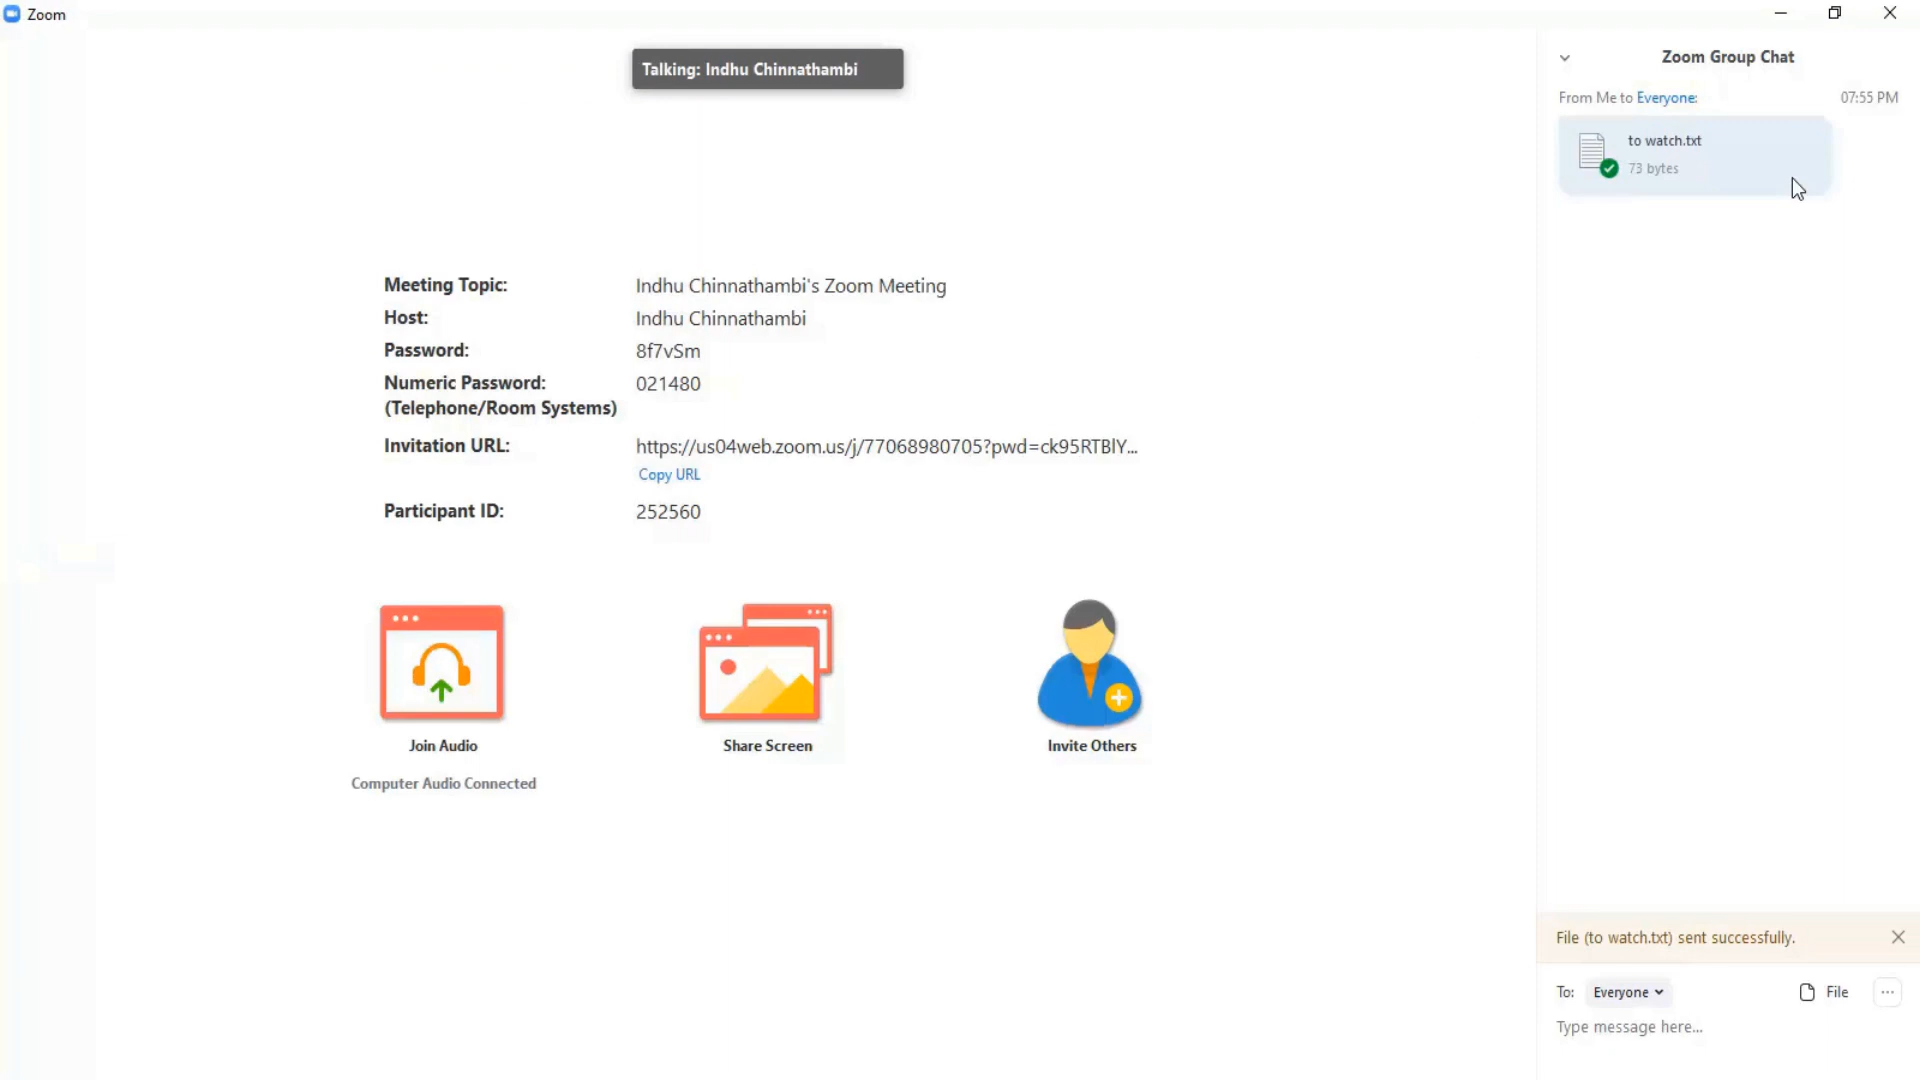 Zoom
Talking: Indhu Chinnathambi
Zoom Group Chat
From Me to Everyone: 07:55 PM
to watch.txt
73 bytes
Meeting Topic: Indhu Chinnathambi's Zoom Meeting
Host: Indhu Chinnathambi
Password: 8f7vSm
Numeric Password: 021480
(Telephone/Room Systems)
Invitation URL: https://us04web.zoom.us/j/77068980705?pwd=ck95RTBlY...
Copy URL
Participant ID: 252560
Join Audio Share Screen Invite Others
Computer Audio Connected
File (to watch.txt) sent successfully.
To: Everyone File
Type message here...